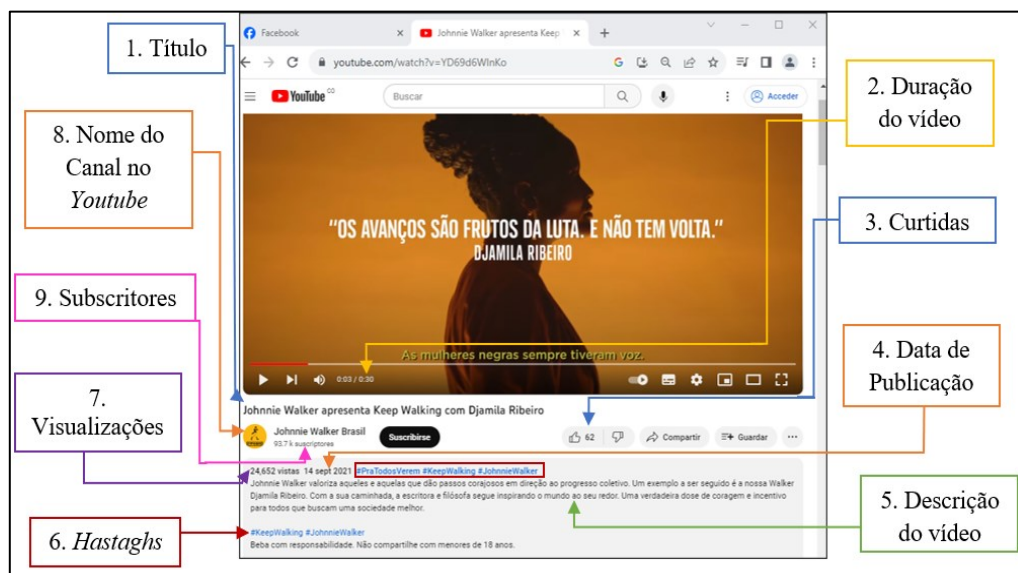 1. Título
8. Nome do
Canal no
Youtube
9. Subscritores
7.
Visualizações
6. Hastaghs
Facebook
Johnnie Walker apresenta Keep
youtube.com/watch?v=YD69d6WInKo
YouTube CO
Buscar
Acceder
"OS AVANÇOS SÃO FRUTOS DA LUTA. E NÃO TEM VOLTA."
DJAMILA RIBEIRO
As mulheres negras sempre tiveram voz.
0:03 / 0:30
Johnnie Walker apresenta Keep Walking com Djamila Ribeiro
Johnnie Walker Brasil
93.7 k suscriptores
Suscribirse
62
Compartir
Guardar
24,652 vistas 14 sept 2021 #PraTodosVerem #KeepWalking #JohnnieWalker
Johnnie Walker valoriza aqueles e aquelas que dão passos corajosos em direção ao progresso coletivo. Um exemplo a ser seguido é a nossa Walker
Djamila Ribeiro. Com a sua caminhada, a escritora e filósofa segue inspirando o mundo ao seu redor. Uma verdadeira dose de coragem e incentivo
para todos que buscam uma sociedade melhor.
#KeepWalking #JohnnieWalker
Beba com responsabilidade. Não compartilhe com menores de 18 anos.
2. Duração
do vídeo
3. Curtidas
4. Data de
Publicação
5. Descrição
do vídeo